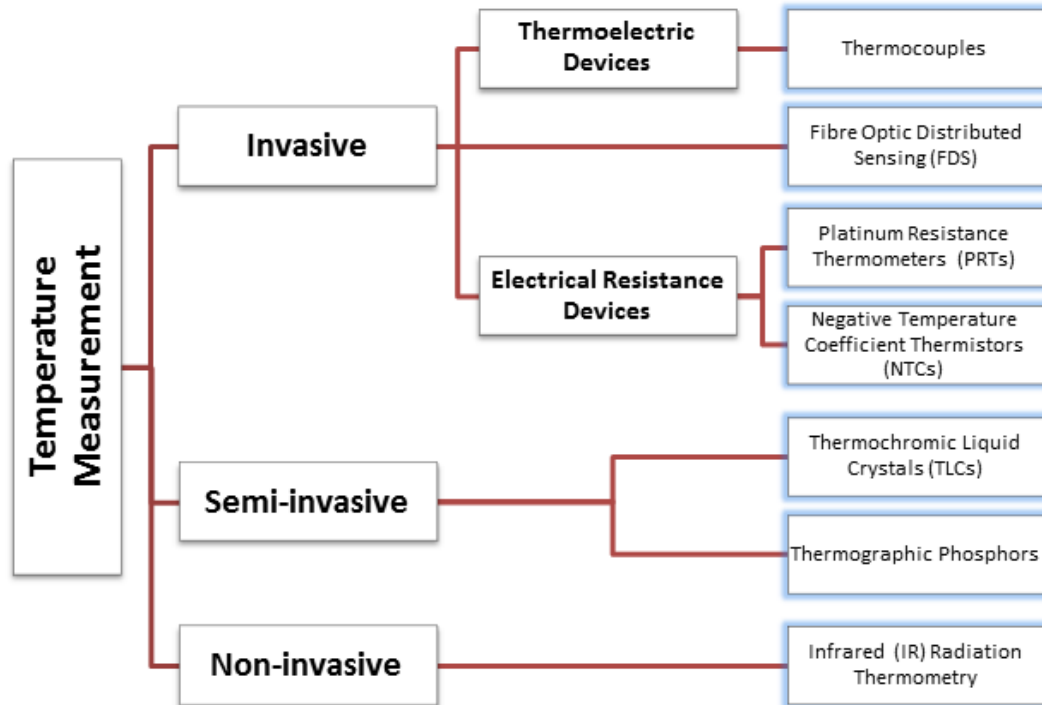 Temperature
Measurement
Invasive
Thermoelectric
Devices
Thermocouples
Fibre Optic Distributed
Sensing (FDS)
Electrical Resistance
Devices
Platinum Resistance
Thermometers (PRTs)
Negative Temperature
Coefficient Thermistors
(NTCs)
Semi-invasive
Thermochromic Liquid
Crystals (TLCs)
Thermographic Phosphors
Non-invasive
Infrared (IR) Radiation
Thermometry